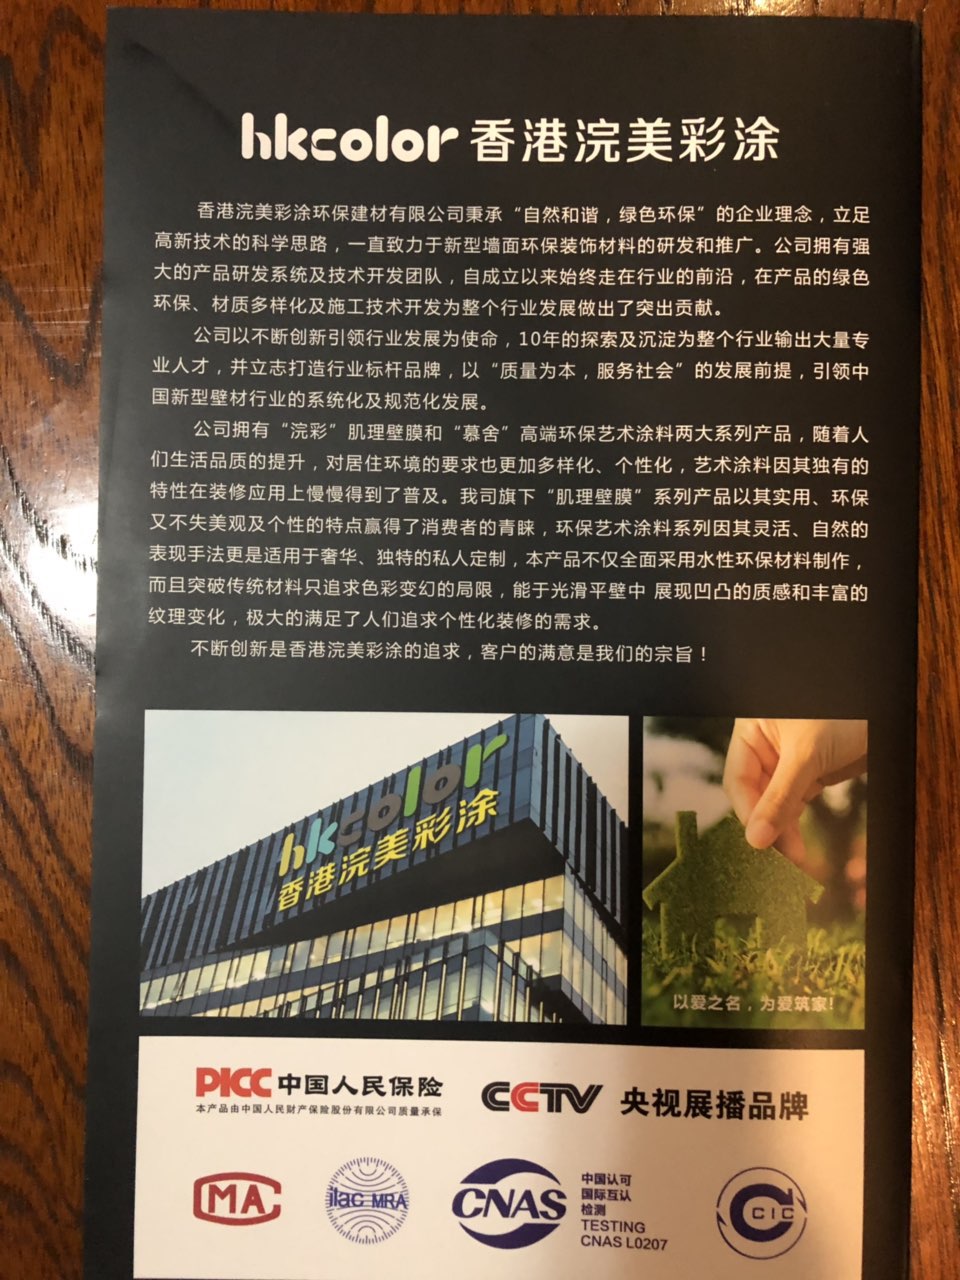 hkcolor 香港浣美彩涂
香港浣美彩涂环保建材有限公司秉承“自然和谐，绿色环保”的企业理念，立足
高新技术的科学思路，一直致力于新型墙面环保装饰材料的研发和推广。公司拥有强
大的产品研发系统及技术开发团队，自成立以来始终走在行业的前沿，在产品的绿色
环保、材质多样化及施工技术开发为整个行业发展做出了突出贡献。
公司以不断创新引领行业发展为使命，10年的探索及沉淀为整个行业输出大量专
业人才，并立志打造行业标杆品牌，以“质量为本，服务社会”的发展前提，引领中
国新型壁材行业的系统化及规范化发展。
公司拥有“浣彩”肌理壁膜和“慕舍”高端环保艺术涂料两大系列产品，随着人
们生活品质的提升，对居住环境的要求也更加多样化、个性化，艺术涂料因其独有的
特性在装修应用上慢慢得到了普及。我司旗下“肌理壁膜”系列产品以其实用、环保
又不失美观及个性的特点赢得了消费者的青睐，环保艺术涂料系列因其灵活、自然的
表现手法更是适用于奢华、独特的私人定制，本产品不仅全面采用水性环保材料制作，
而且突破传统材料只追求色彩变幻的局限，能于光滑平壁中 展现凹凸的质感和丰富的
纹理变化，极大的满足了人们追求个性化装修的需求。
不断创新是香港浣美彩涂的追求，客户的满意是我们的宗旨！
hkcolor
香港浣美彩涂
以爱之名，为爱筑家!
PICC 中国人民保险
本产品由中国人民财产保险股份有限公司质量承保
CCTV 央视展播品牌
CMA
ilac-MRA
CNAS
中国认可
国际互认
检测
TESTING
CNAS L0207
CCIC